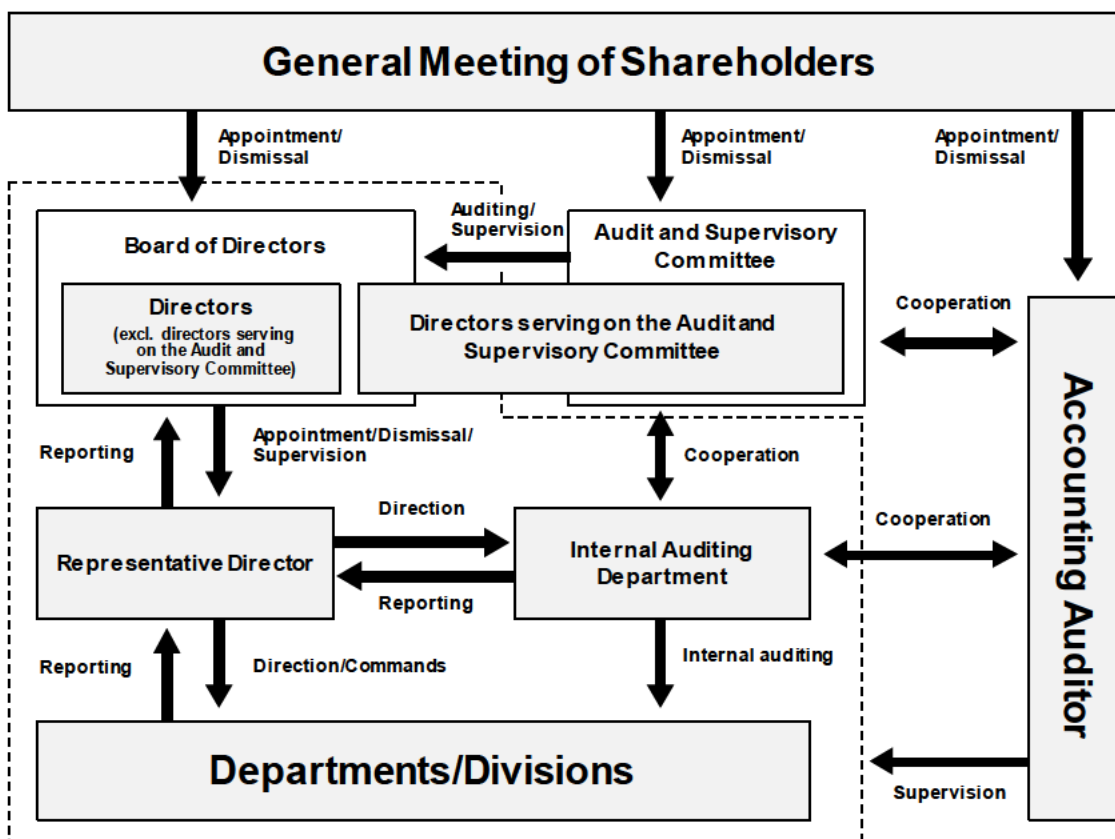 General Meeting of Shareholders
Appointment/
Dismissal
Appointment/
Dismissal
Appointment/
Dismissal
Board of Directors
Auditing/
Supervision
Audit and Supervisory
Committee
Directors
(excl. directors serving
on the Audit and
Supervisory Committee)
Directors serving on the Audit and
Supervisory Committee
Cooperation
Accounting Auditor
Reporting
Appointment/Dismissal/
Supervision
Cooperation
Representative Director
Direction
Reporting
Internal Auditing
Department
Cooperation
Reporting
Direction/Commands
Internal auditing
Departments/Divisions
Supervision